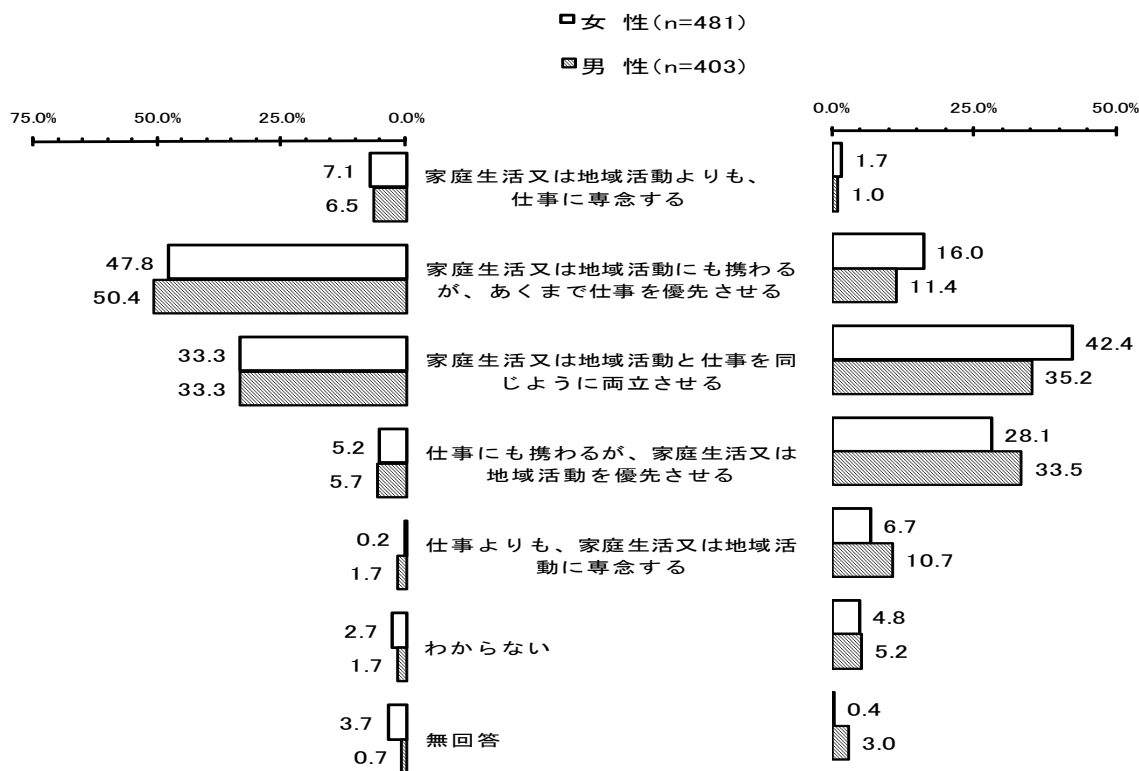 女 性(n=481)
男 性(n=403)
75.0% 50.0% 25.0% 0.0%
0.0% 25.0% 50.0%
7.1
6.5
家庭生活又は地域活動よりも、
仕事に専念する
1.7
1.0
47.8
50.4
家庭生活又は地域活動にも携わる
が、あくまで仕事を優先させる
16.0
11.4
33.3
33.3
家庭生活又は地域活動と仕事を同
じように両立させる
42.4
35.2
5.2
5.7
仕事にも携わるが、家庭生活又は
地域活動を優先させる
28.1
33.5
0.2
1.7
仕事よりも、家庭生活又は地域活
動に専念する
6.7
10.7
2.7
1.7
わからない
4.8
5.2
3.7
0.7
無回答
0.4
3.0